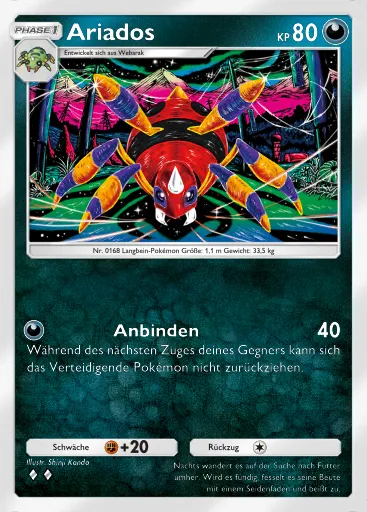 PHASE 1
Ariados
KP 80
Entwickelt sich aus Webarak
Nr. 0168 Langbein-Pokémon Größe: 1,1 m Gewicht: 33,5 kg
Anbinden 40
Während des nächsten Zuges deines Gegners kann sich
das Verteidigende Pokémon nicht zurückziehen.
Schwäche +20 Rückzug
Illustr. Shinji Kanda
Nachts wandert es auf der Suche nach Futter
umher. Wird es fündig, fesselt es seine Beute
mit einem Seidenfaden und beißt zu.